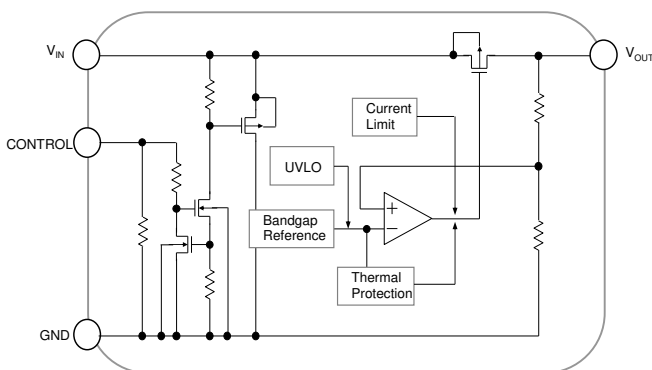 V_IN
V_OUT
Current
Limit
CONTROL
UVLO
+
Bandgap
Reference
−
Thermal
Protection
GND